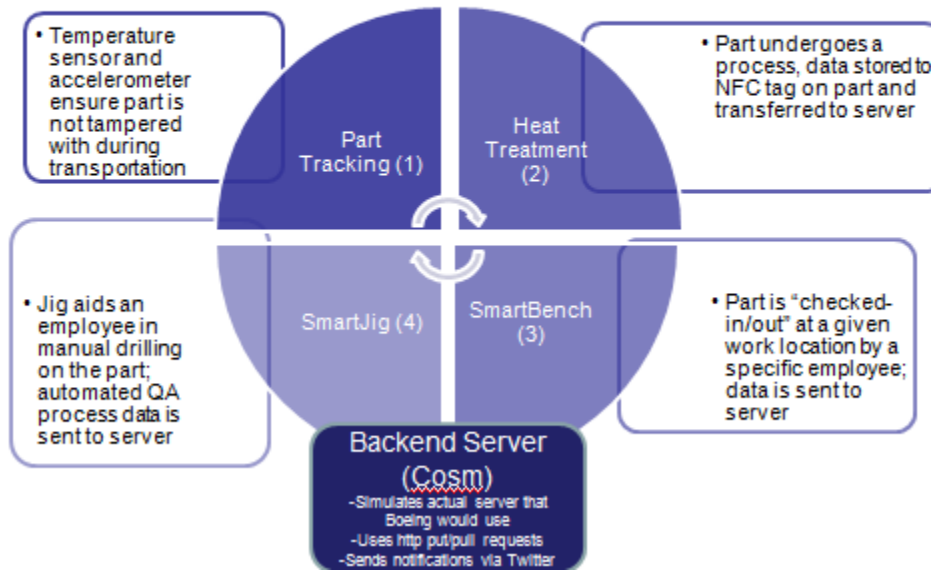 • Temperature
sensor and
accelerometer
ensure part is
not tampered
with during
transportation
Part
Tracking (1)
Heat
Treatment
(2)
• Part undergoes a
process, data stored to
NFC tag on part and
transferred to server
• Jig aids an
employee in
manual drilling
on the part;
automated QA
process data is
sent to server
SmartJig (4)
SmartBench
(3)
• Part is “checked-
in/out” at a given
work location by a
specific employee;
data is sent to
server
Backend Server
(Cosm)
-Simulates actual server that
Boeing would use
-Uses http put/pull requests
-Sends notifications via Twitter